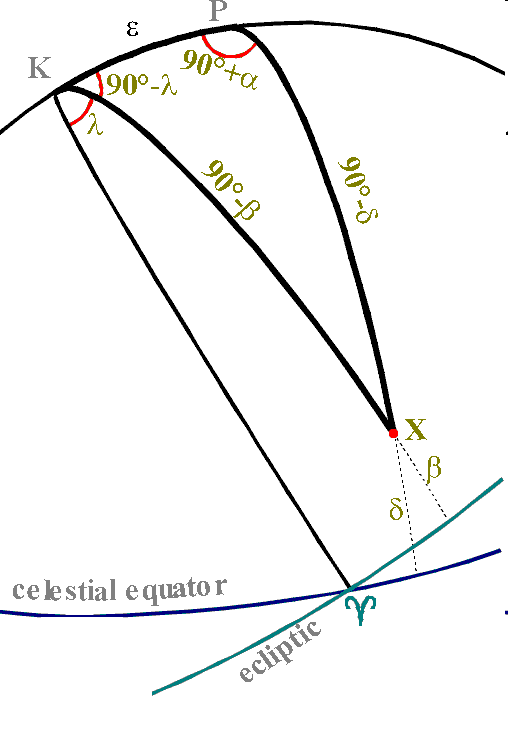 P
ε
K
90°+α
90°-λ
λ
90°-β
90°-δ
X
β
δ
celestial equator
♈
ecliptic